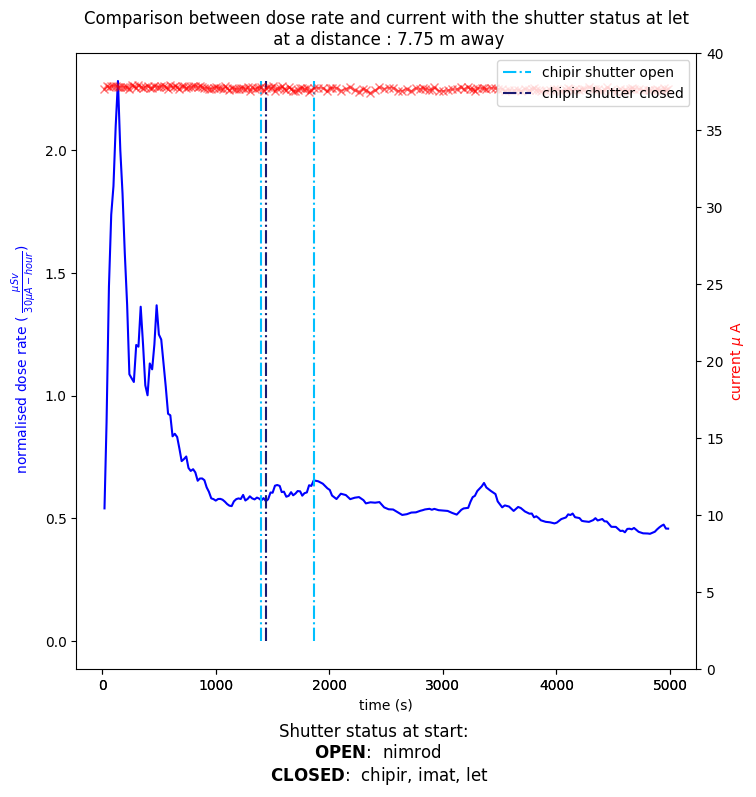 Comparison between dose rate and current with the shutter status at let
at a distance : 7.75 m away
chipir shutter open
chipir shutter closed
normalised dose rate ( μSv / 30μA − hour )
2.0
1.5
1.0
0.5
0.0
40
35
30
25
20
15
10
5
0
current μ A
0 1000 2000 3000 4000 5000
time (s)
Shutter status at start:
OPEN: nimrod
CLOSED: chipir, imat, let